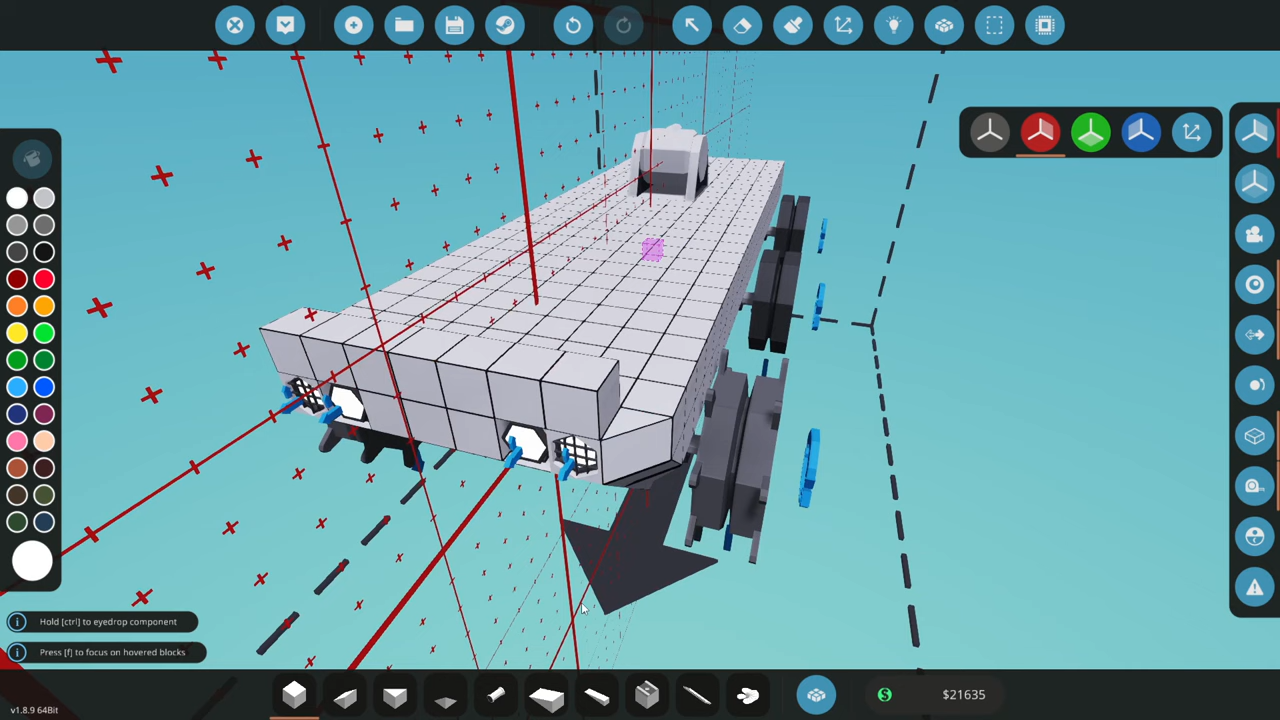 Hold [ctrl] to eyedrop component
Press [f] to focus on hovered blocks
$
$21635
v1.8.9 64Bit